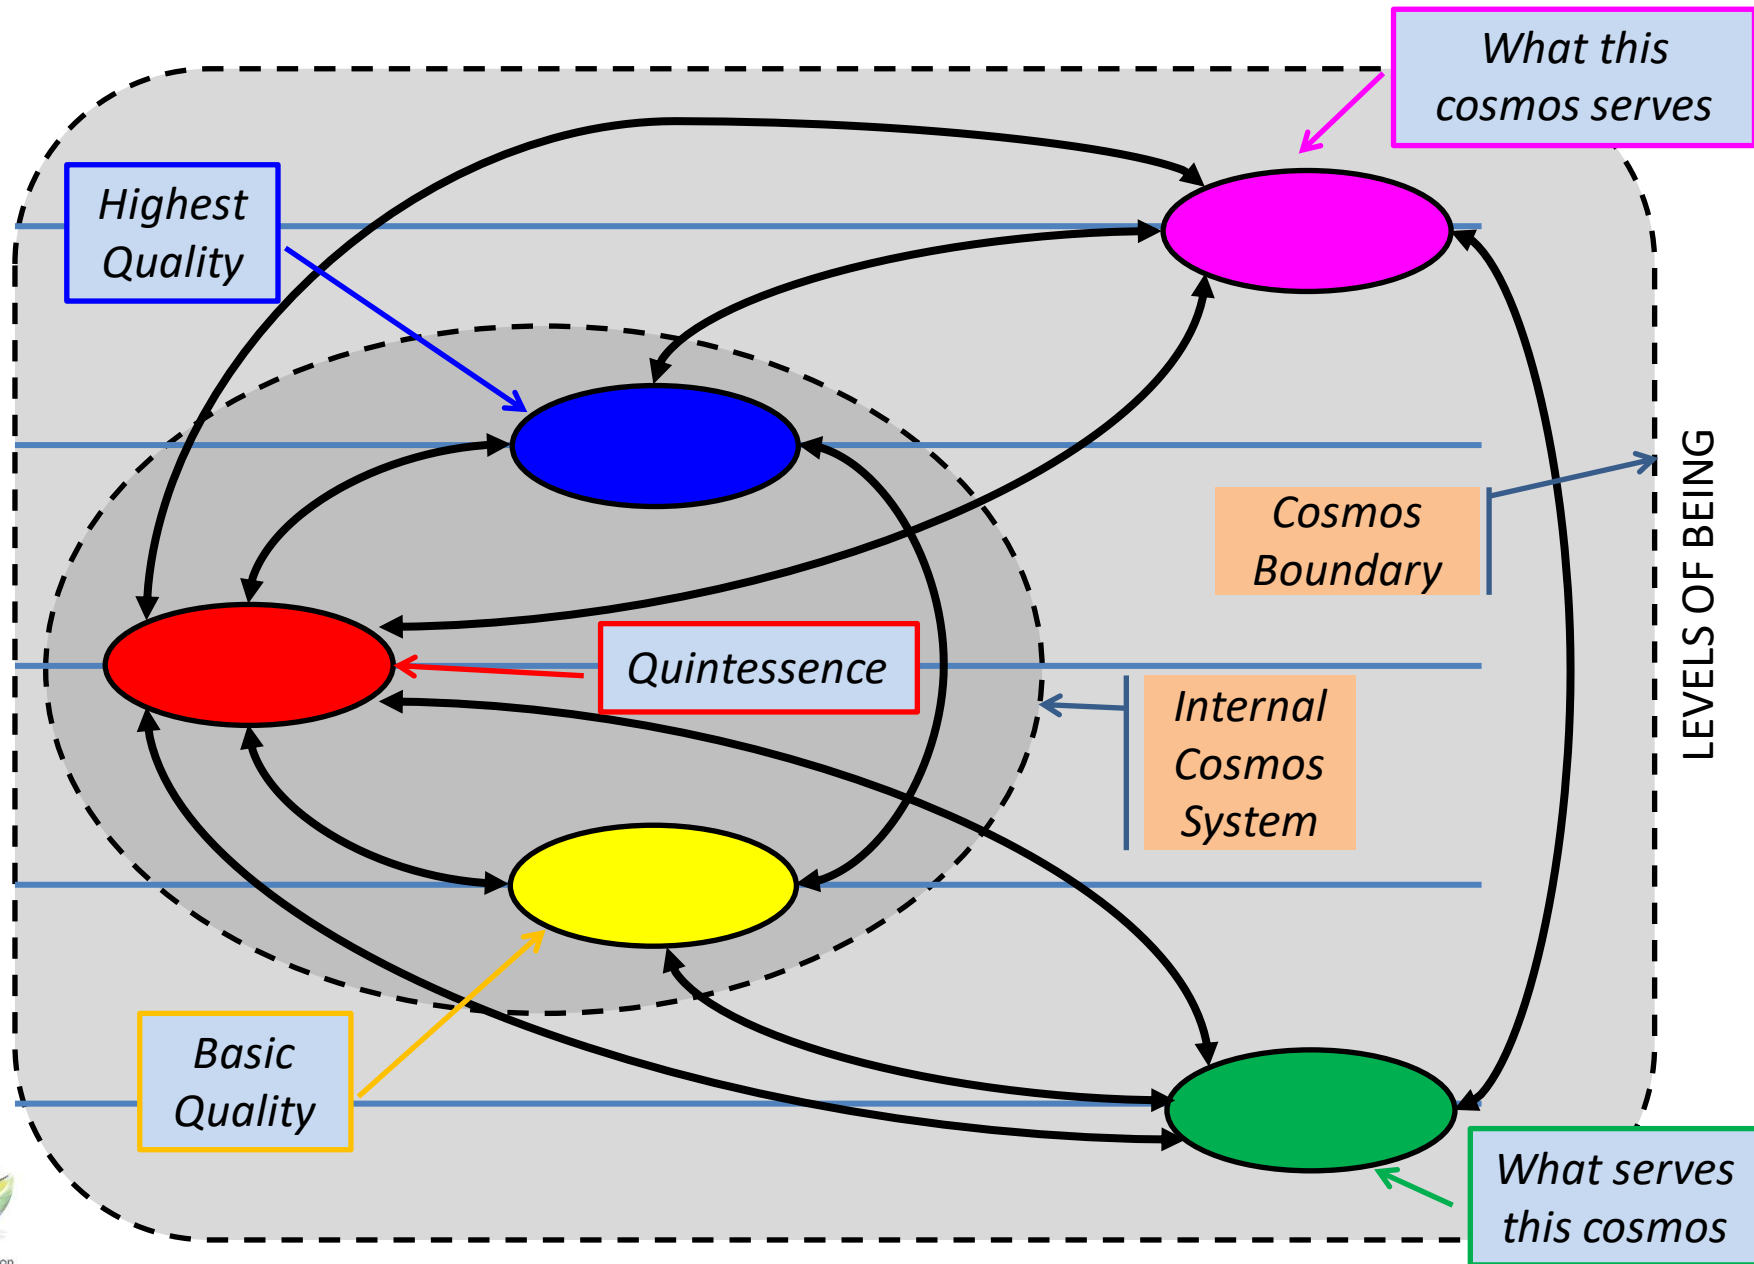 What this
cosmos serves
Highest
Quality
Cosmos
Boundary
LEVELS OF BEING
Quintessence
Internal
Cosmos
System
Basic
Quality
What serves
this cosmos